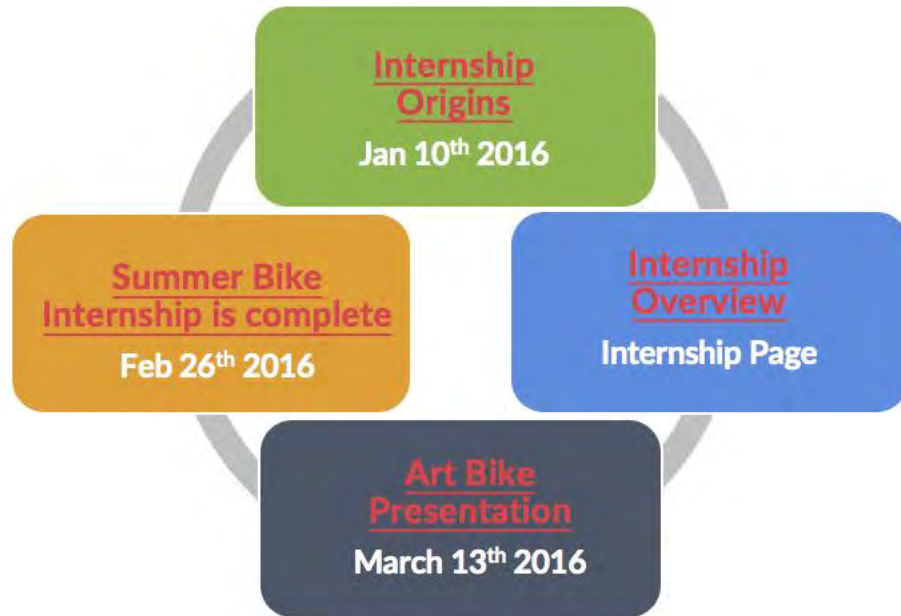 Internship
Origins
Jan 10th 2016
Internship
Overview
Internship Page
Art Bike
Presentation
March 13th 2016
Summer Bike
Internship is complete
Feb 26th 2016